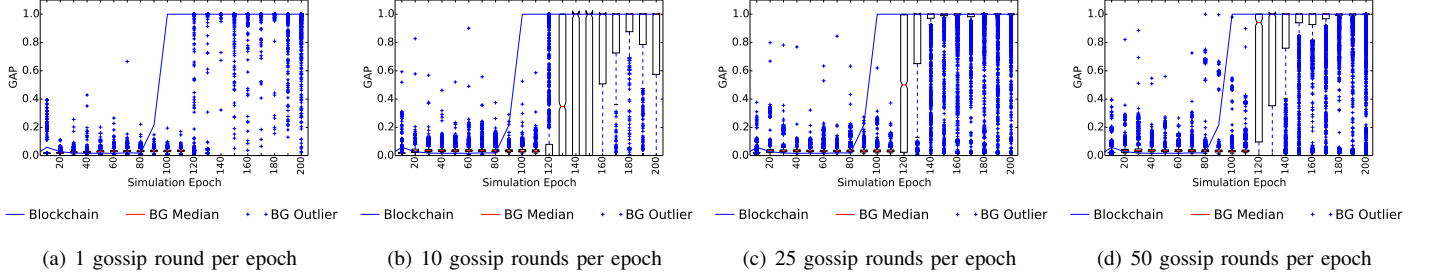 GAP
1.0
0.8
0.6
0.4
0.2
0.0
20 40 60 80 100 120 140 160 180 200
Simulation Epoch
Blockchain BG Median BG Outlier
(a) 1 gossip round per epoch
GAP
1.0
0.8
0.6
0.4
0.2
0.0
20 40 60 80 100 120 140 160 180 200
Simulation Epoch
Blockchain BG Median BG Outlier
(b) 10 gossip rounds per epoch
GAP
1.0
0.8
0.6
0.4
0.2
0.0
20 40 60 80 100 120 140 160 180 200
Simulation Epoch
Blockchain BG Median BG Outlier
(c) 25 gossip rounds per epoch
GAP
1.0
0.8
0.6
0.4
0.2
0.0
20 40 60 80 100 120 140 160 180 200
Simulation Epoch
Blockchain BG Median BG Outlier
(d) 50 gossip rounds per epoch